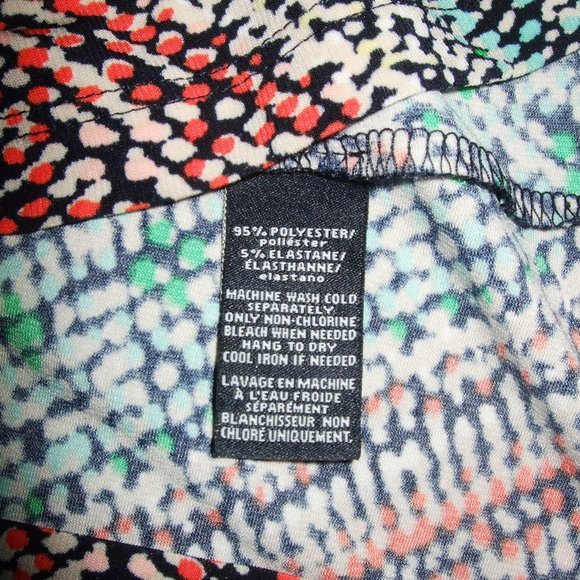 95% POLYESTER/
poliéster
5% ELASTANE/
ÉLASTHANNE/
elastano
MACHINE WASH COLD
SEPARATELY
ONLY NON-CHLORINE
BLEACH WHEN NEEDED
HANG TO DRY
COOL IRON IF NEEDED
LAVAGE EN MACHINE
À L'EAU FROIDE
SÉPARÉMENT
BLANCHISSEUR NON
CHLORÉ UNIQUEMENT.